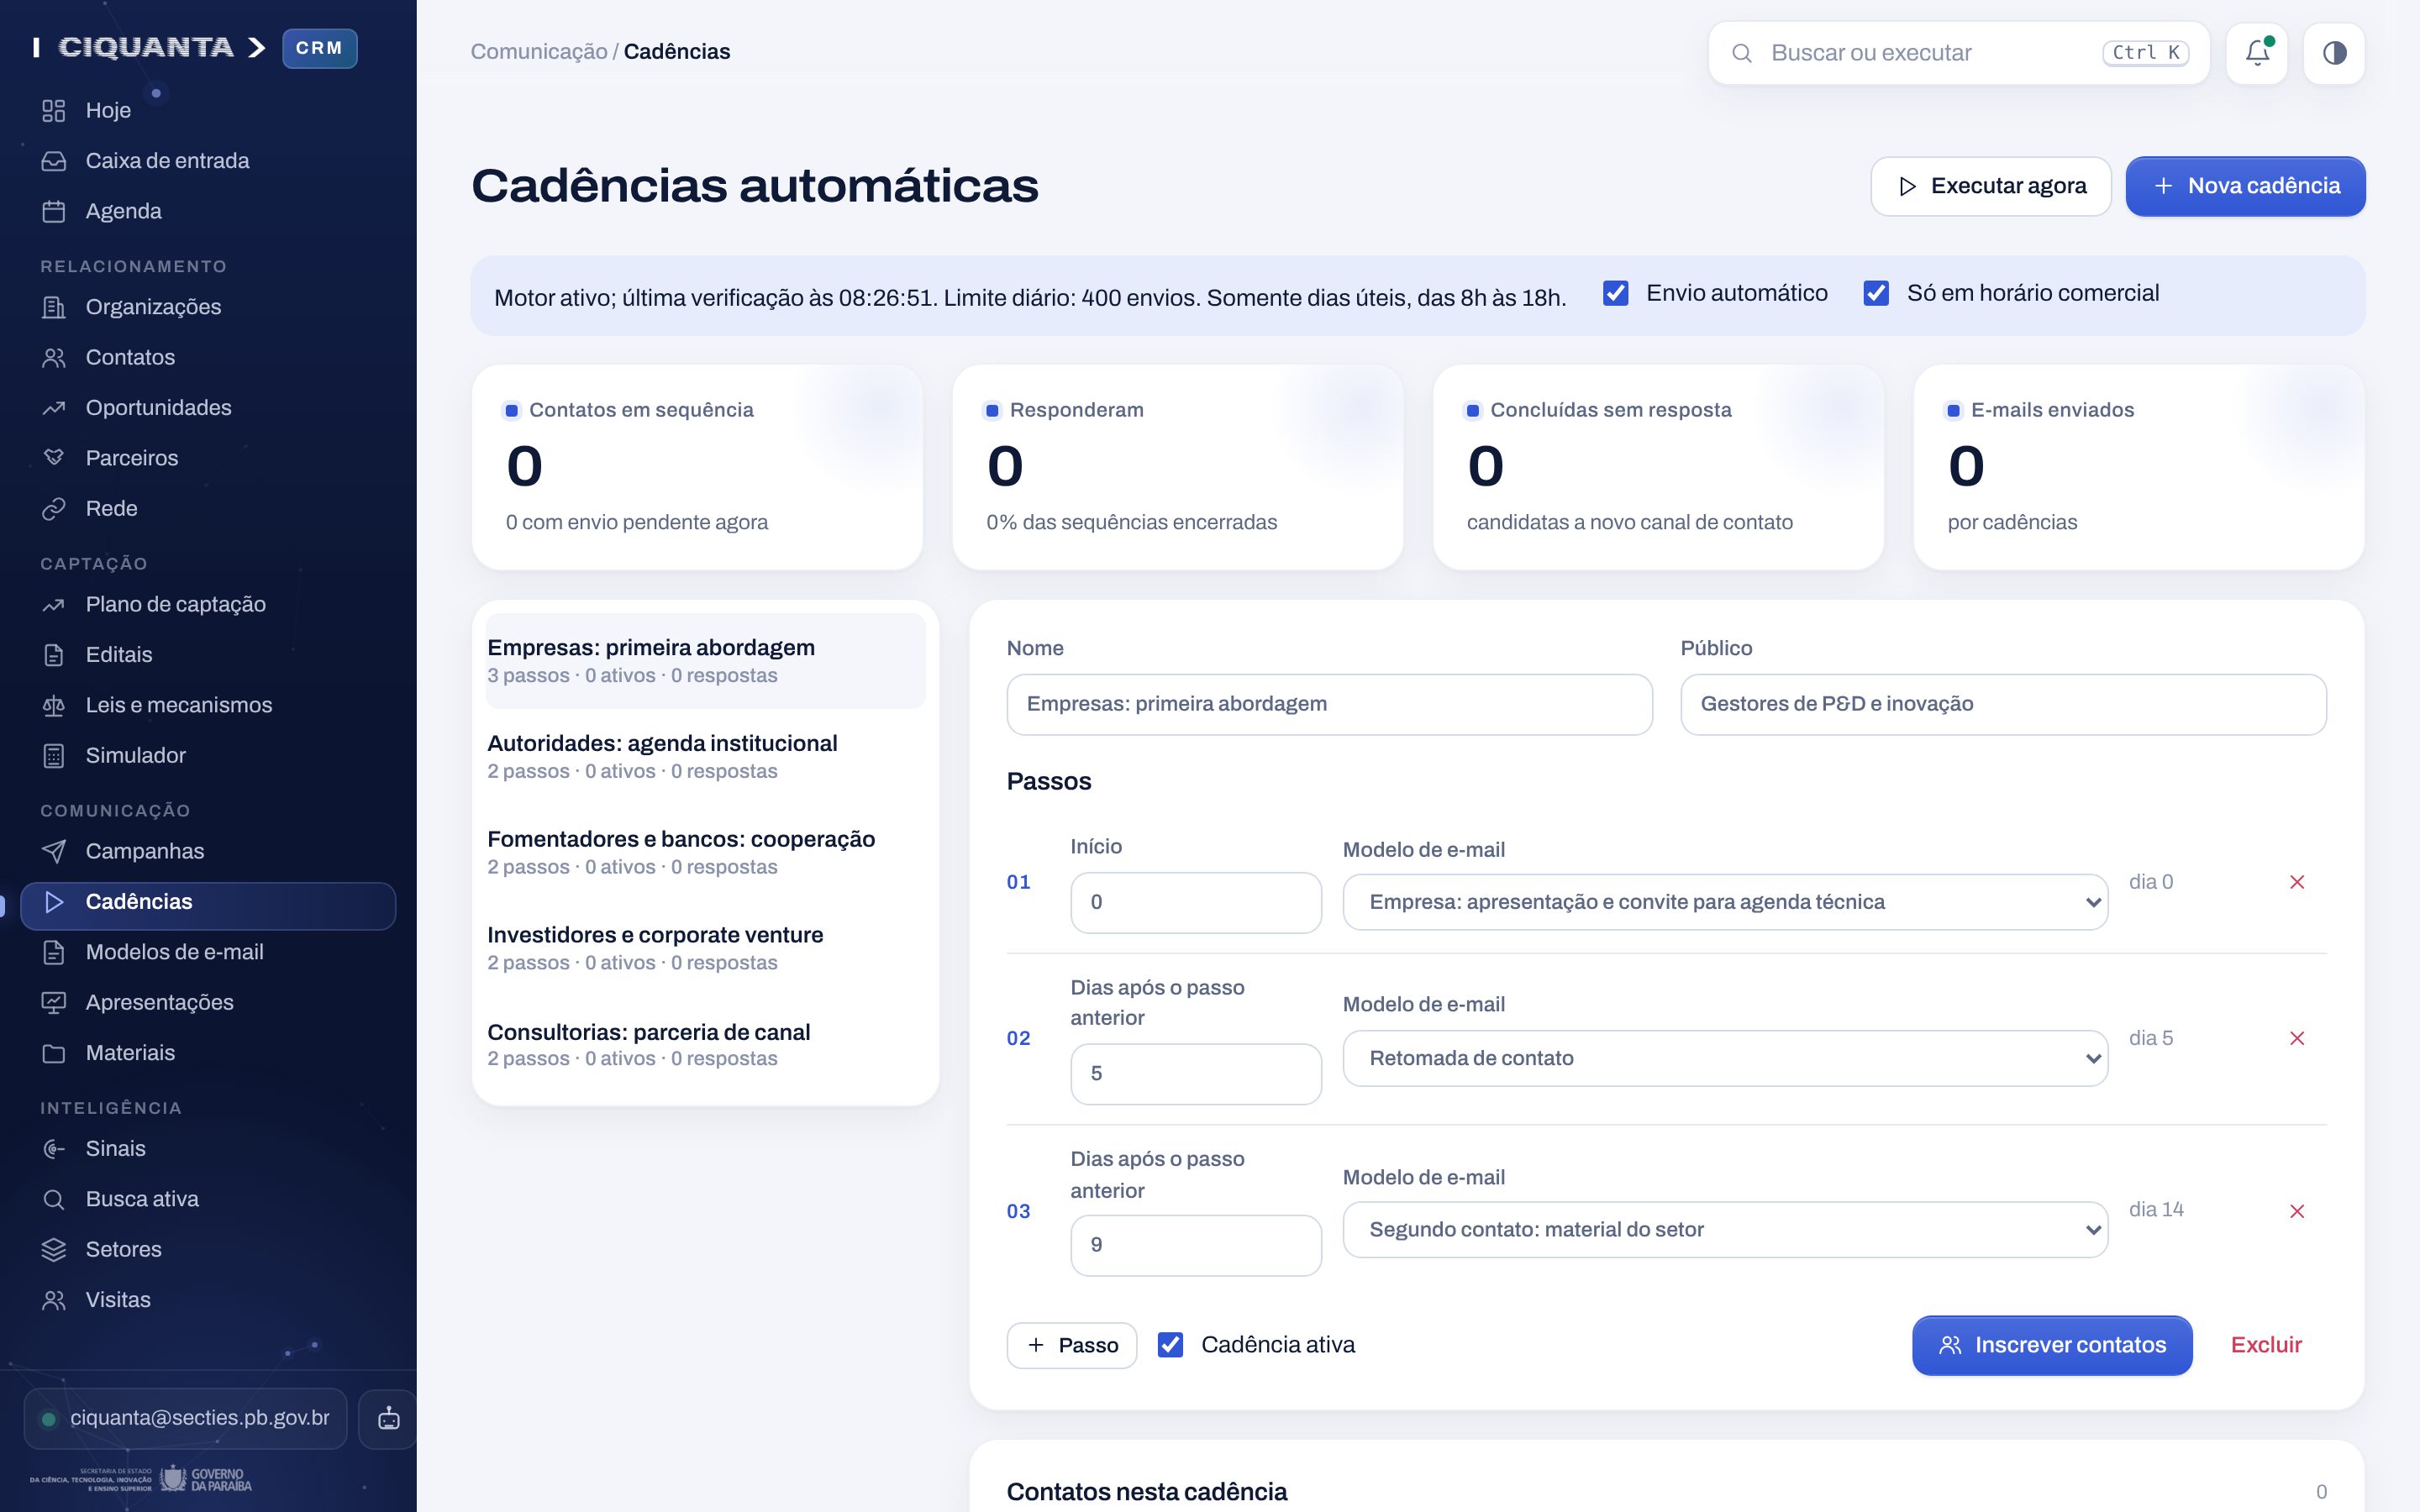 CIQUANTA CRM
Hoje
Caixa de entrada
Agenda
RELACIONAMENTO
Organizações
Contatos
Oportunidades
Parceiros
Rede
CAPTAÇÃO
Plano de captação
Editais
Leis e mecanismos
Simulador
COMUNICAÇÃO
Campanhas
Cadências
Modelos de e-mail
Apresentações
Materiais
INTELIGÊNCIA
Sinais
Busca ativa
Setores
Visitas
ciquanta@secties.pb.gov.br
SECRETARIA DE ESTADO
DA CIÊNCIA, TECNOLOGIA, INOVAÇÃO
E ENSINO SUPERIOR
GOVERNO
DA PARAÍBA
Comunicação / Cadências
Buscar ou executar Ctrl K
Cadências automáticas
Executar agora
Nova cadência
Motor ativo; última verificação às 08:26:51. Limite diário: 400 envios. Somente dias úteis, das 8h às 18h.
Envio automático
Só em horário comercial
Contatos em sequência
0
0 com envio pendente agora
Responderam
0
0% das sequências encerradas
Concluídas sem resposta
0
candidatas a novo canal de contato
E-mails enviados
0
por cadências
Empresas: primeira abordagem
3 passos · 0 ativos · 0 respostas
Autoridades: agenda institucional
2 passos · 0 ativos · 0 respostas
Fomentadores e bancos: cooperação
2 passos · 0 ativos · 0 respostas
Investidores e corporate venture
2 passos · 0 ativos · 0 respostas
Consultorias: parceria de canal
2 passos · 0 ativos · 0 respostas
Nome
Empresas: primeira abordagem
Público
Gestores de P&D e inovação
Passos
01
Início
0
Modelo de e-mail
Empresa: apresentação e convite para agenda técnica
dia 0
02
Dias após o passo
anterior
5
Modelo de e-mail
Retomada de contato
dia 5
03
Dias após o passo
anterior
9
Modelo de e-mail
Segundo contato: material do setor
dia 14
Passo
Cadência ativa
Inscrever contatos
Excluir
Contatos nesta cadência
0